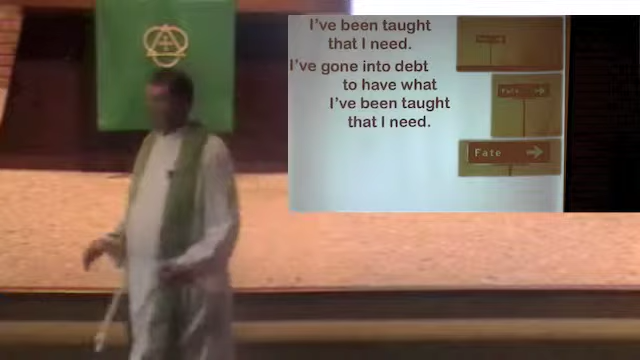 I've been taught
that I need.
I've gone into debt
to have what
I've been taught
that I need.
Fate